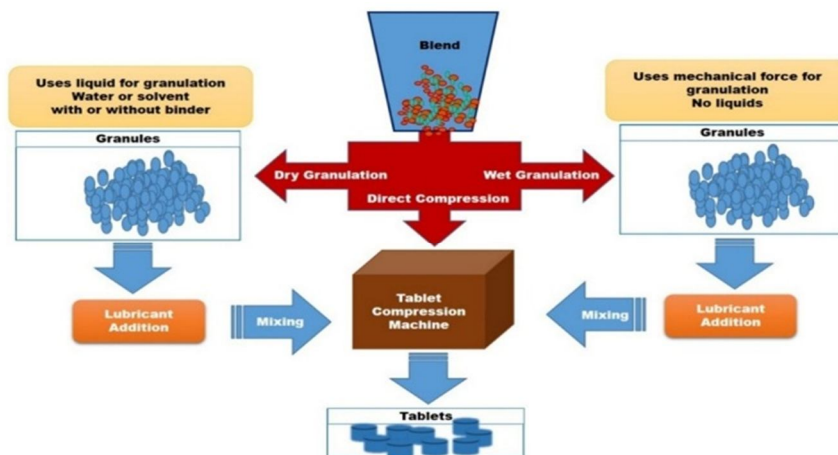 Blend
Uses liquid for granulation
Water or solvent
with or without binder
Uses mechanical force for
granulation
No liquids
Granules
Granules
Dry Granulation
Wet Granulation
Direct Compression
Lubricant
Addition
Mixing
Tablet
Compression
Machine
Mixing
Lubricant
Addition
Tablets